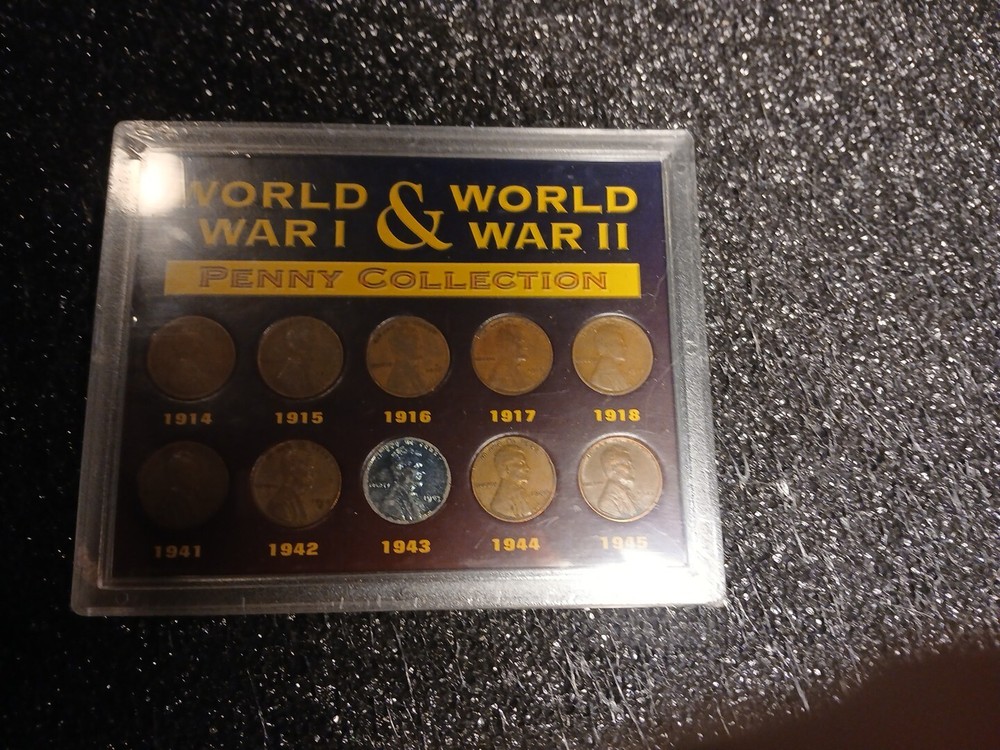 WORLD WAR I & WORLD WAR II
PENNY COLLECTION
1914 1915 1916 1917 1918
1941 1942 1943 1944 1945